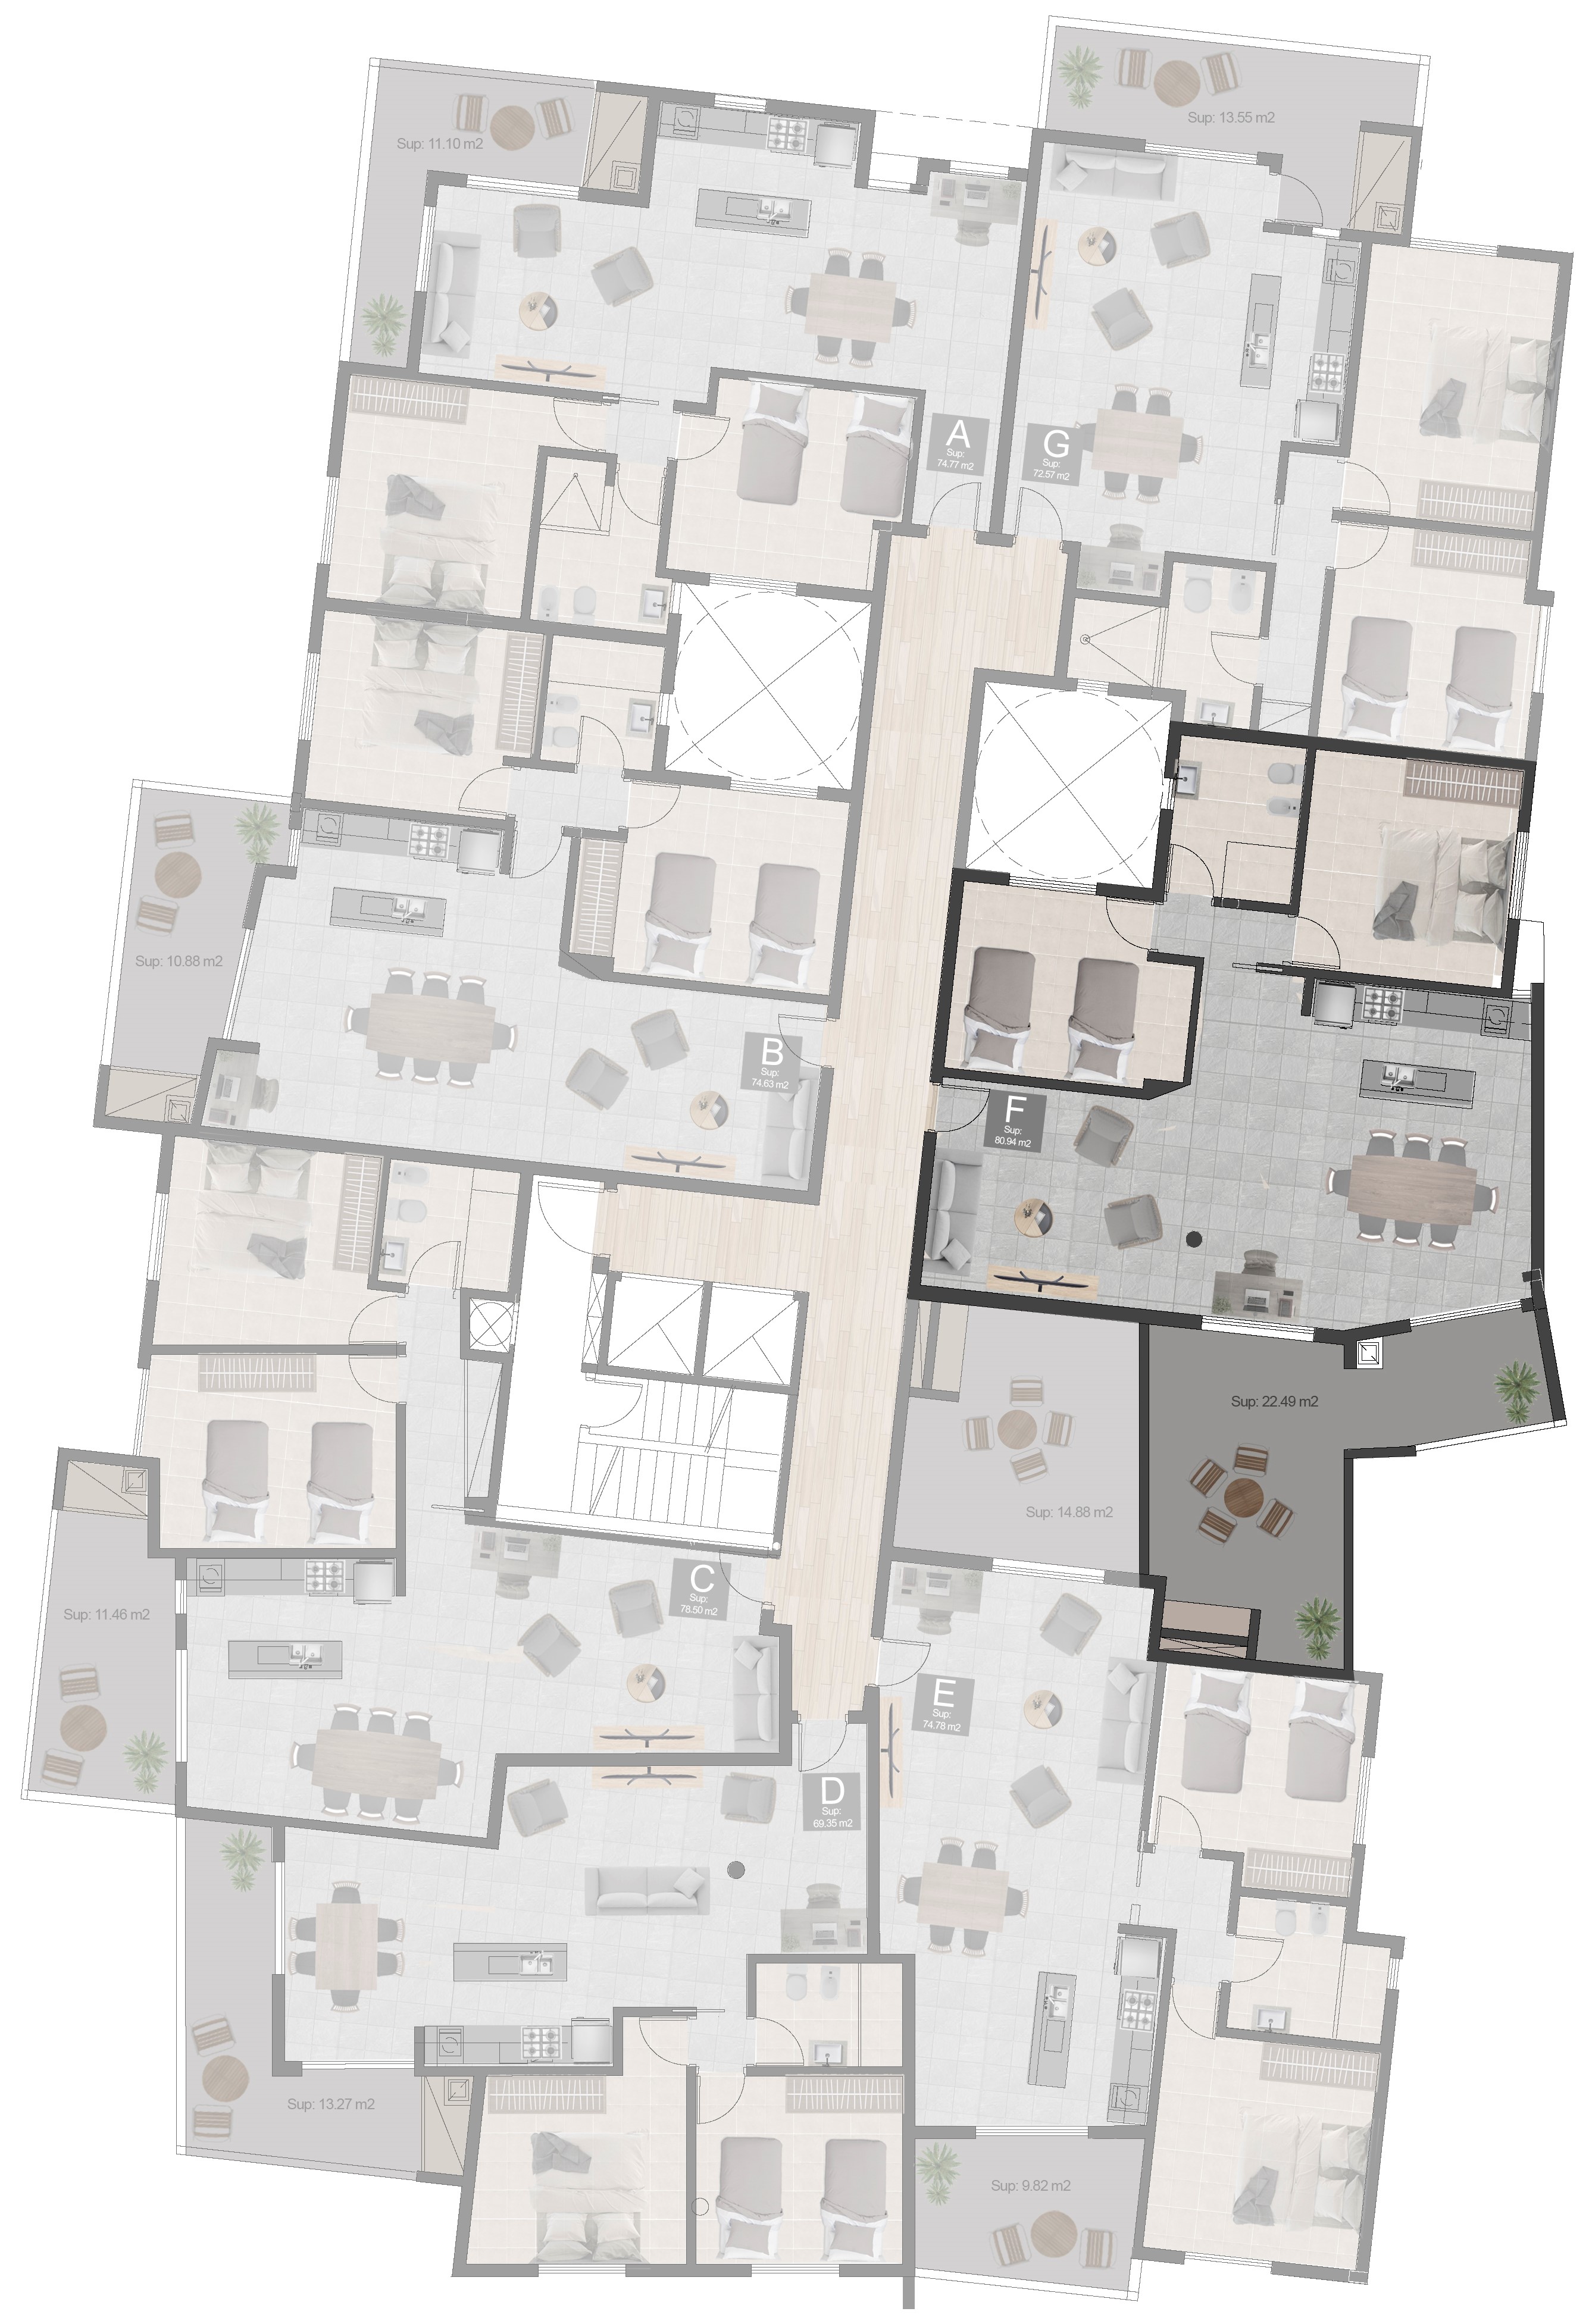 Sup: 13.55 m2
Sup: 11.10 m2
A
Sup:
74.77 m2
G
Sup:
72.57 m2
Sup: 10.88 m2
B
Sup:
74.63 m2
F
Sup:
80.94 m2
Sup: 22.49 m2
Sup: 14.88 m2
C
Sup:
78.50 m2
Sup: 11.46 m2
E
Sup:
74.78 m2
D
Sup:
69.35 m2
Sup: 13.27 m2
Sup: 9.82 m2